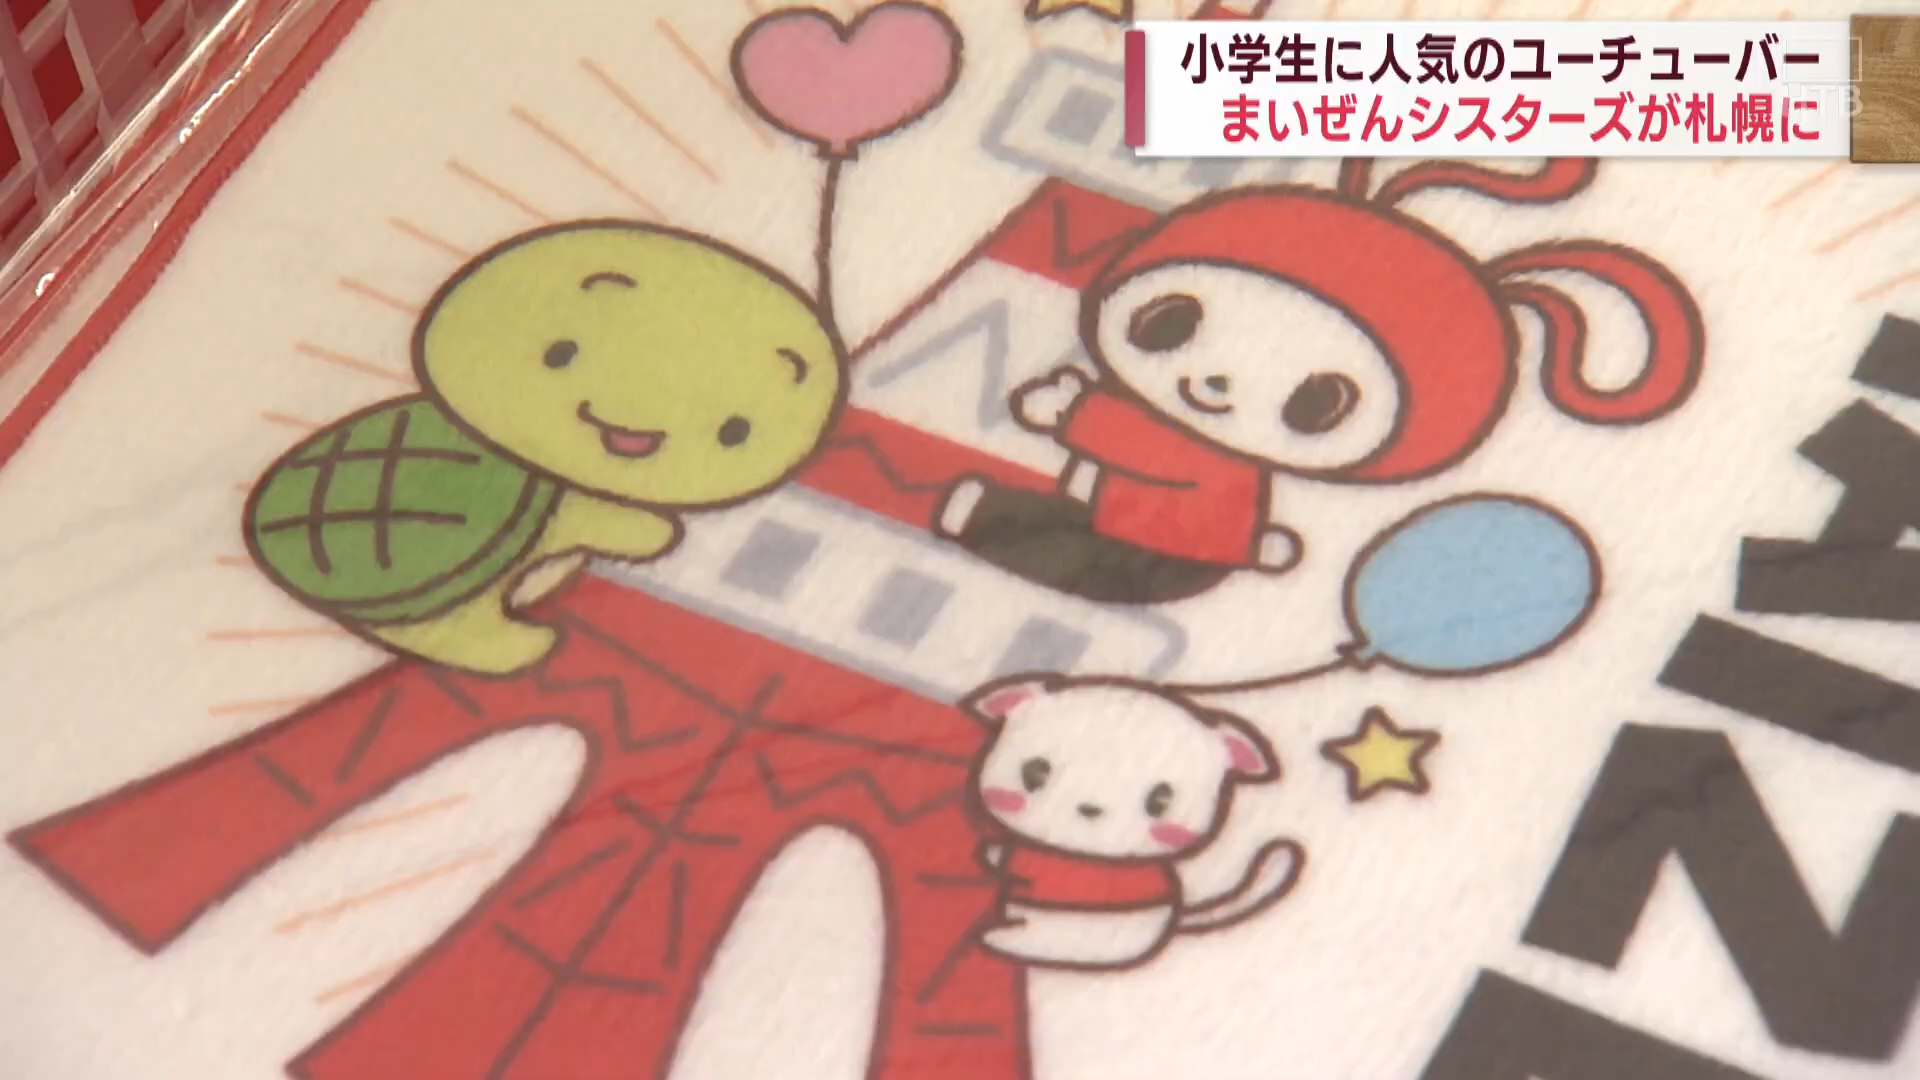 小学生に人気のユーチューバー
まいぜんシスターズが札幌に
HTB